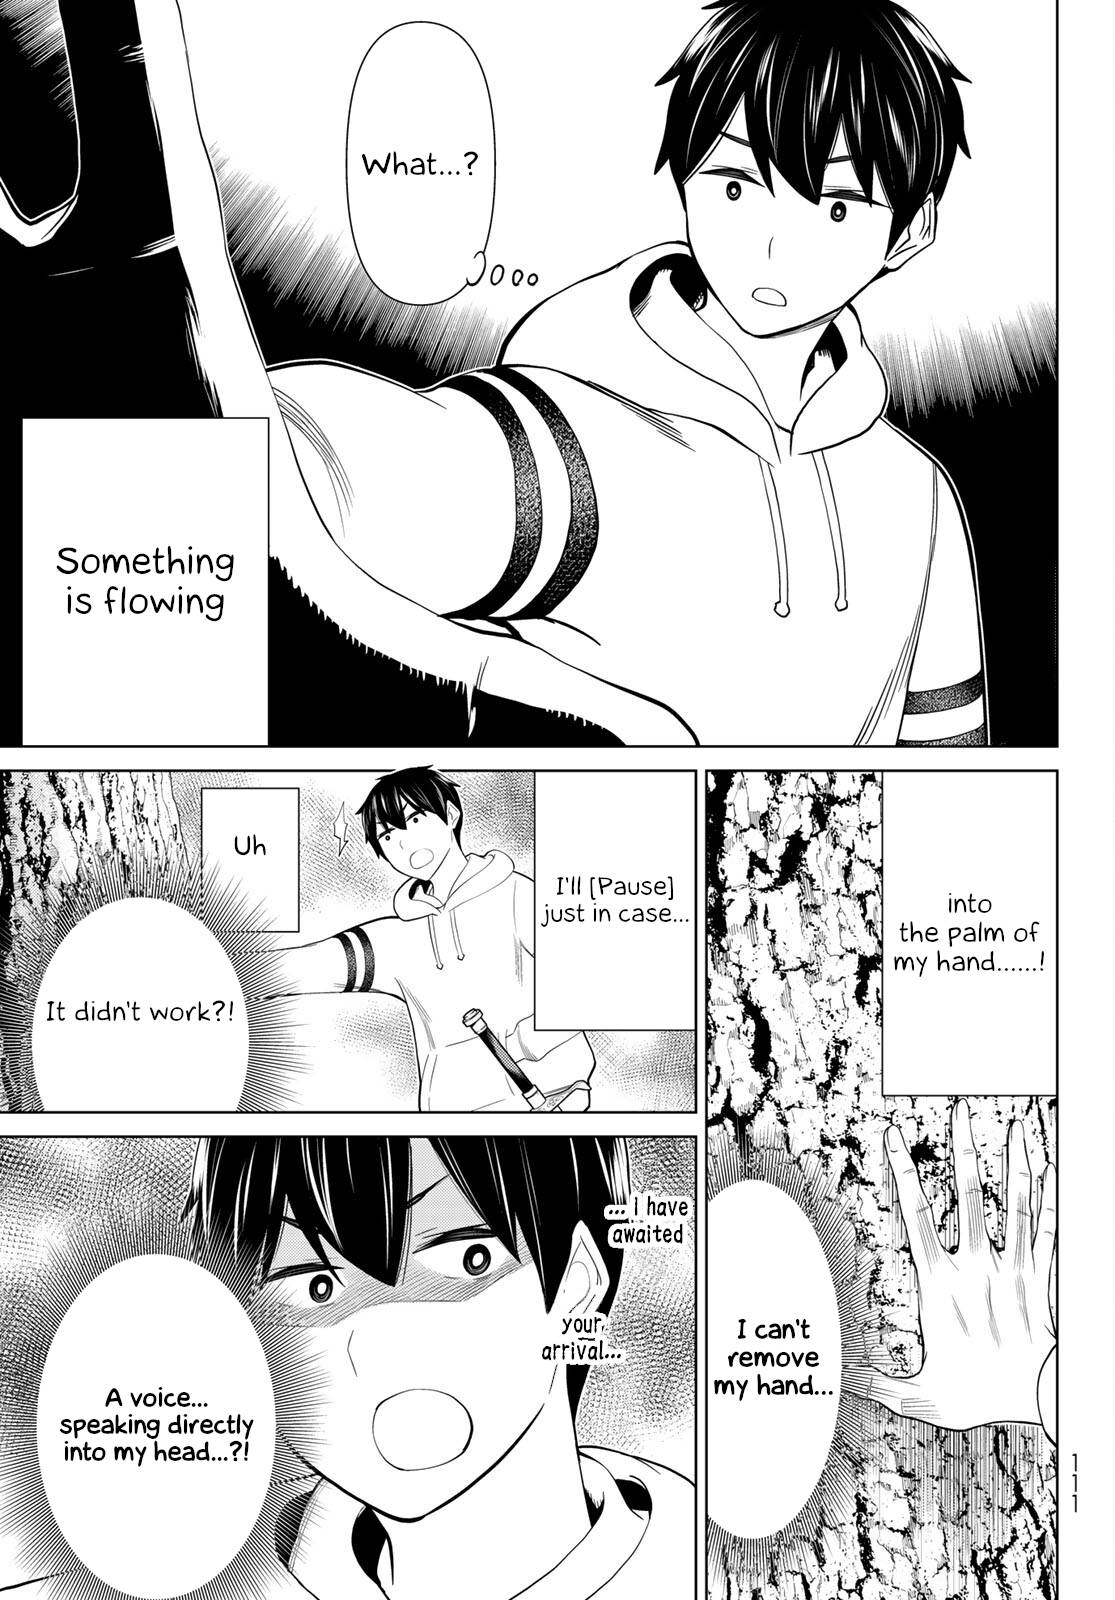 What...?
Something
is flowing
into
the palm of
my hand......!
I can't
remove
my hand...
I'll [Pause]
just in case...
Uh
It didn't work?!
... i have
awaited
your
arrival...
A voice...
speaking directly
into my head...?!
111